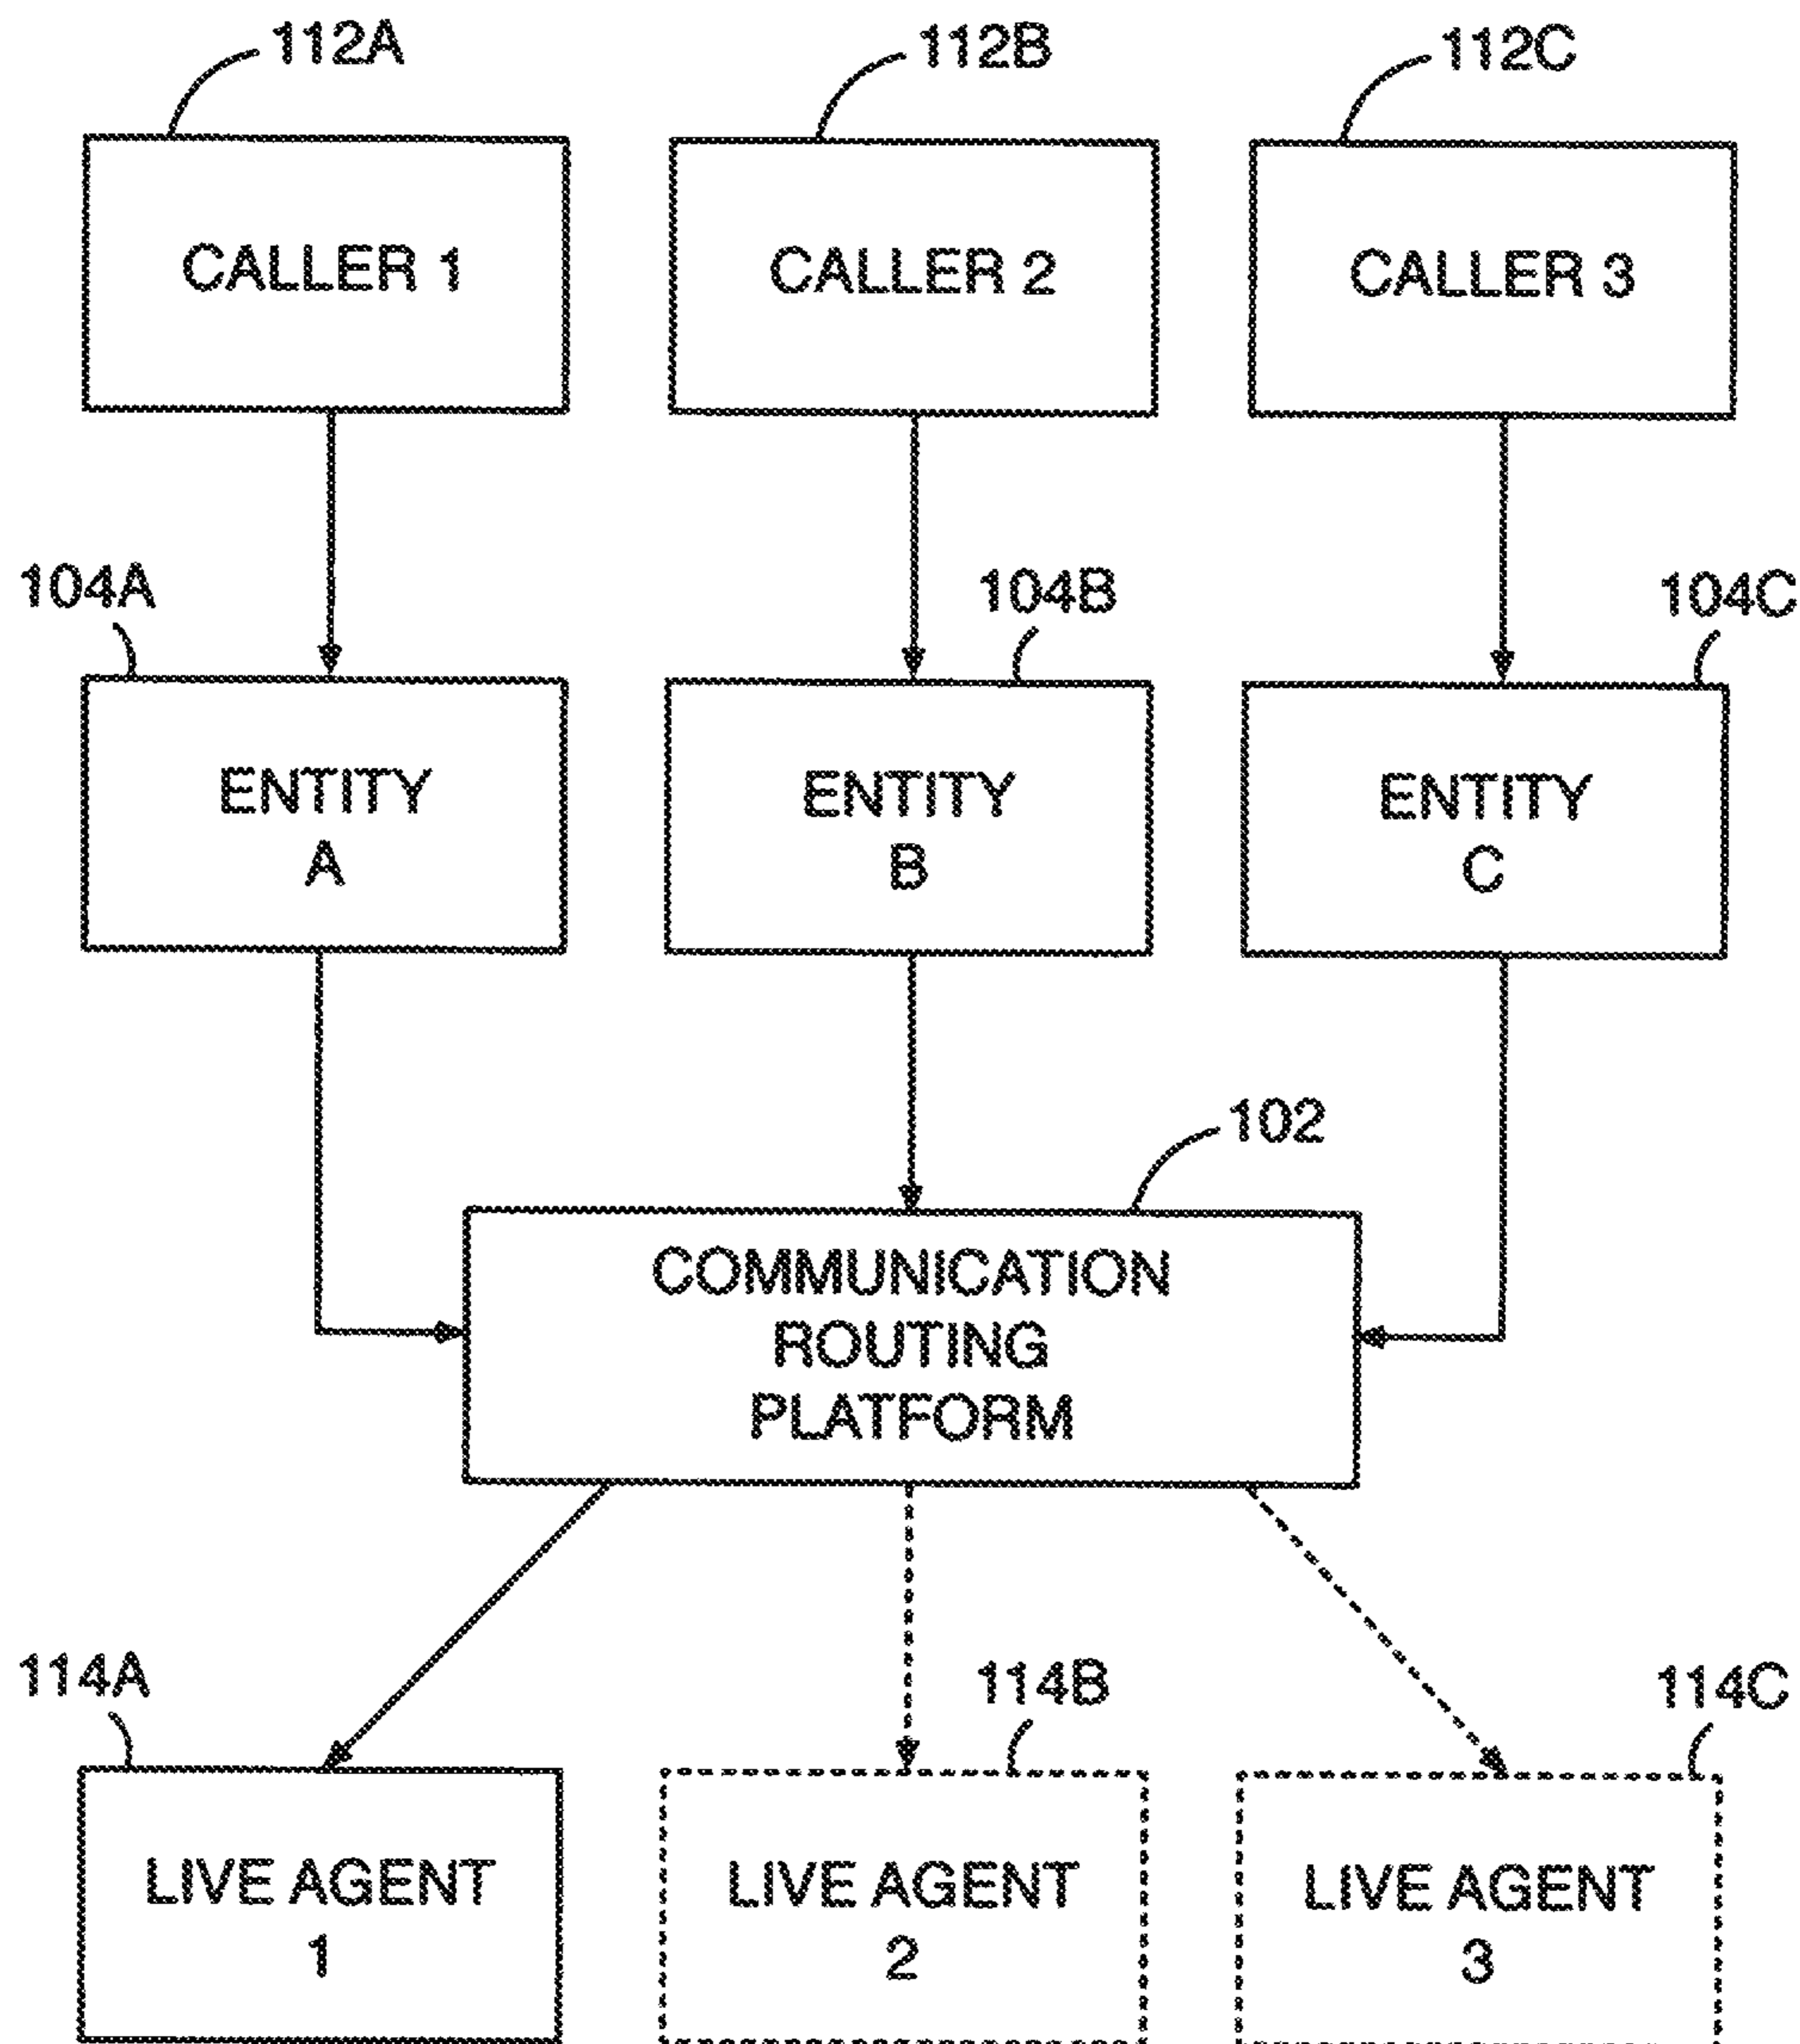 112A
112B
112C
CALLER 1
CALLER 2
CALLER 3
104A
104B
104C
ENTITY
A
ENTITY
B
ENTITY
C
102
COMMUNICATION
ROUTING
PLATFORM
114A
114B
114C
LIVE AGENT
1
LIVE AGENT
2
LIVE AGENT
3